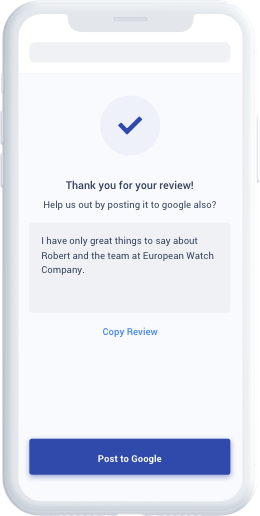 Thank you for your review!
Help us out by posting it to google also?
I have only great things to say about
Robert and the team at European Watch
Company.
Copy Review
Post to Google